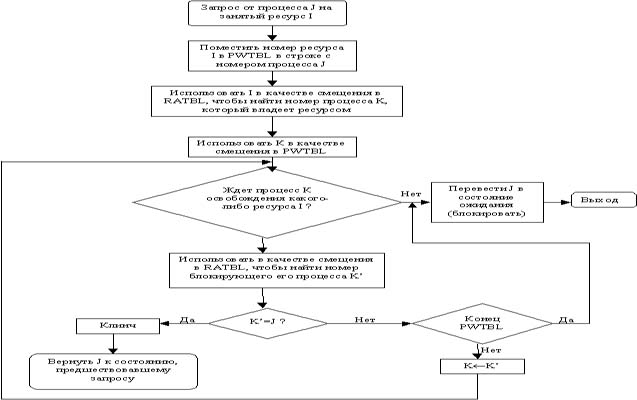 Запрос от процесса J на
занятый ресурс I
Поместить номер ресурса
I в PWTBL в строке с
номером процесса J
Использовать I в качестве смещения в
RATBL, чтобы найти номер процесса K,
который владеет ресурсом
Использовать K в качестве
смещения в PWTBL
Ждет процесс K
освобождения какого-
либо ресурса I ?
Нет
Перевести J в
состояние
ожидания
(блокировать)
Выход
Использовать в качестве смещения
в RATBL, чтобы найти номер
блокирующего его процесса K'
K'=J ?
Да
Клинч
Вернуть J к состоянию,
предшествовавшему
запросу
Нет
Конец
PWTBL
Да
Нет
K←K'